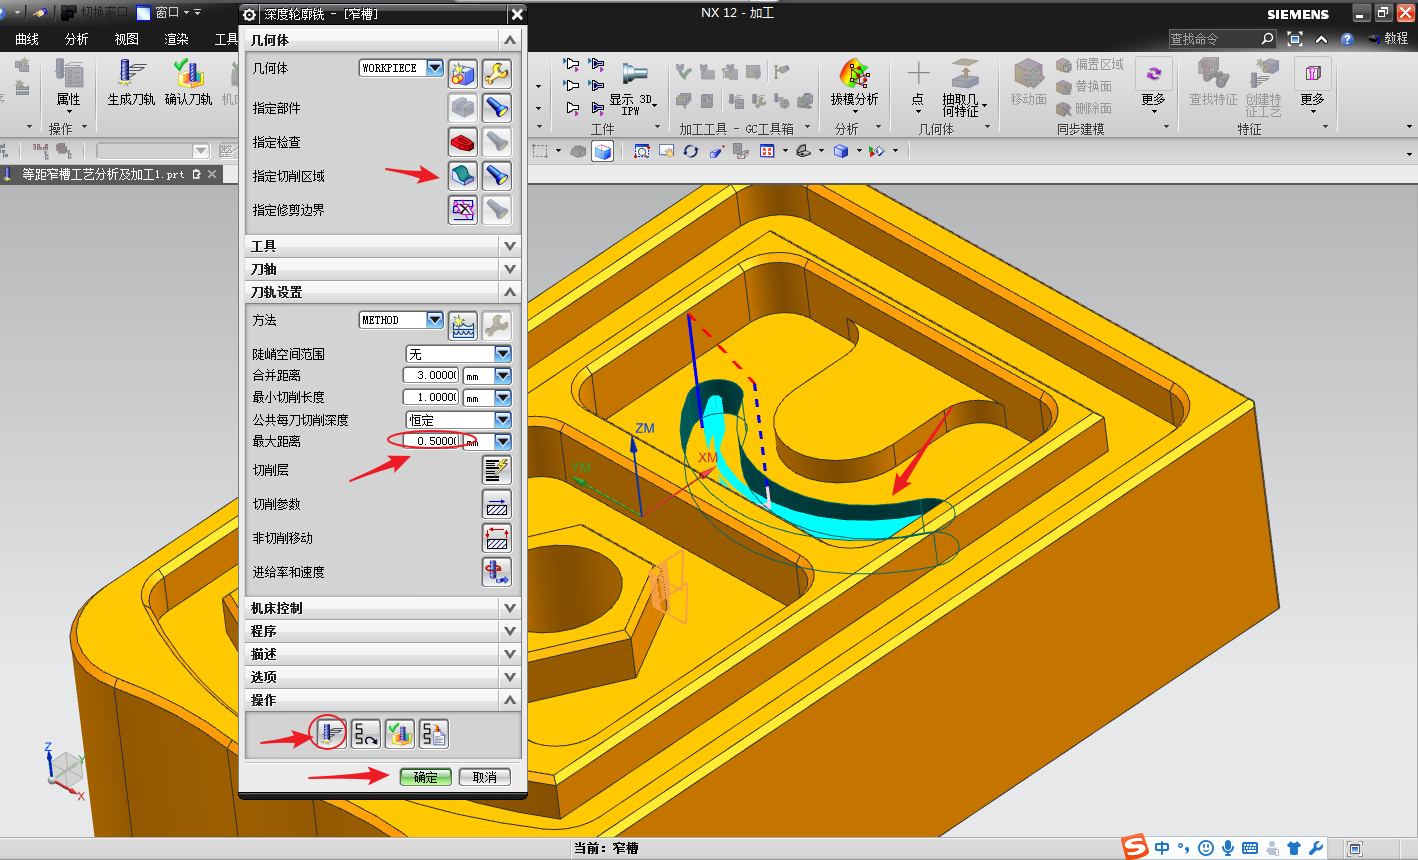 切换窗口 窗口
NX 12 - 加工
SIEMENS
曲线 分析 视图 渲染 工具
查找命令
教程
属性
操作
生成刀轨 确认刀轨
显示 3D
IPW
工件
加工工具 - GC工具箱
拔模分析
分析
点
抽取几
何特征
几何体
移动面
偏置区域
替换面
删除面
更多
同步建模
查找特征
创建特
征工艺
更多
特征
等距窄槽工艺分析及加工1.prt
深度轮廓铣 - [窄槽]
几何体
几何体 WORKPIECE
指定部件
指定检查
指定切削区域
指定修剪边界
工具
刀轴
刀轨设置
方法 METHOD
陡峭空间范围 无
合并距离 3.0000 mm
最小切削长度 1.0000 mm
公共每刀切削深度 恒定
最大距离 0.5000 mm
切削层
切削参数
非切削移动
进给率和速度
机床控制
程序
描述
选项
操作
确定 取消
ZM
XM
YM
Z
Y
X
当前: 窄槽
中